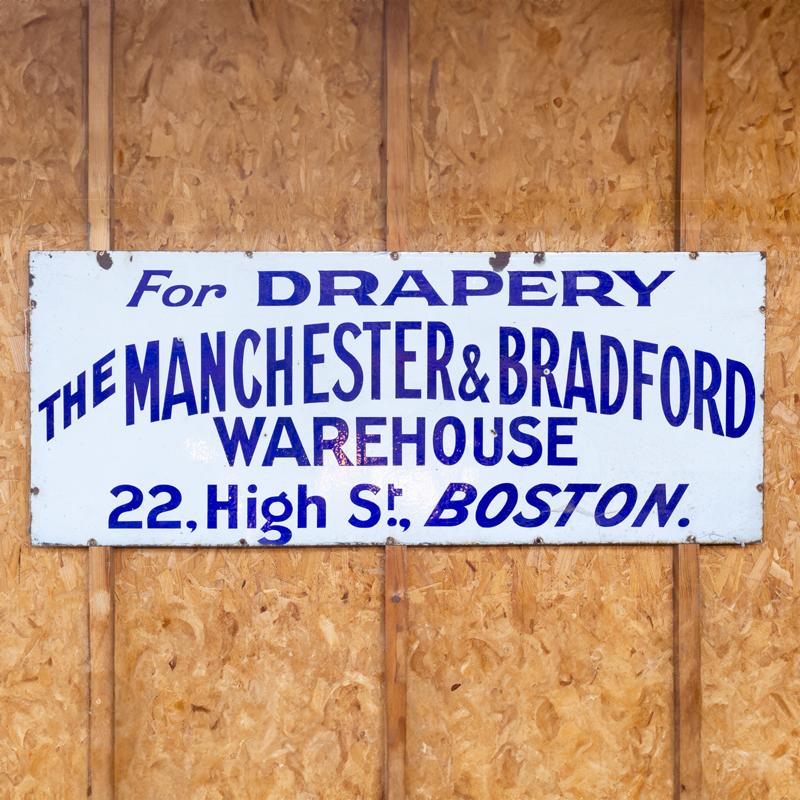 For DRAPERY
THE MANCHESTER & BRADFORD
WAREHOUSE
22, High St., BOSTON.